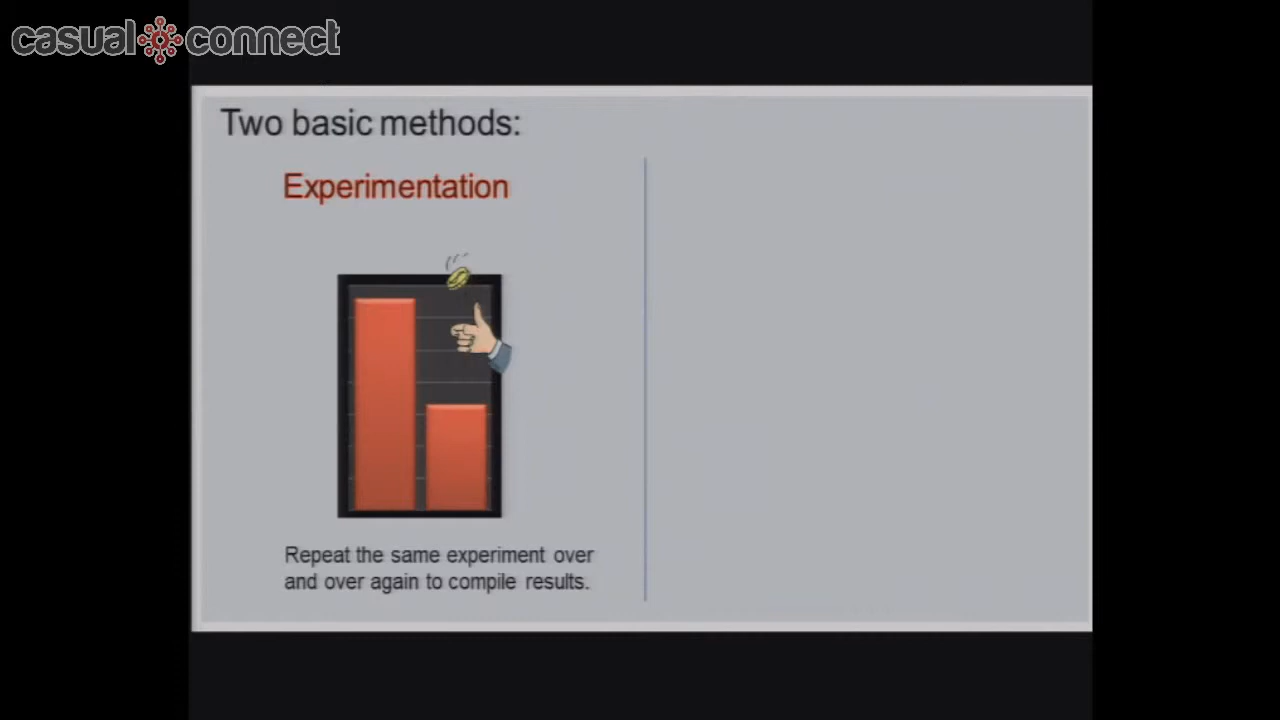 casual connect
Two basic methods:
Experimentation
Repeat the same experiment over
and over again to compile results.